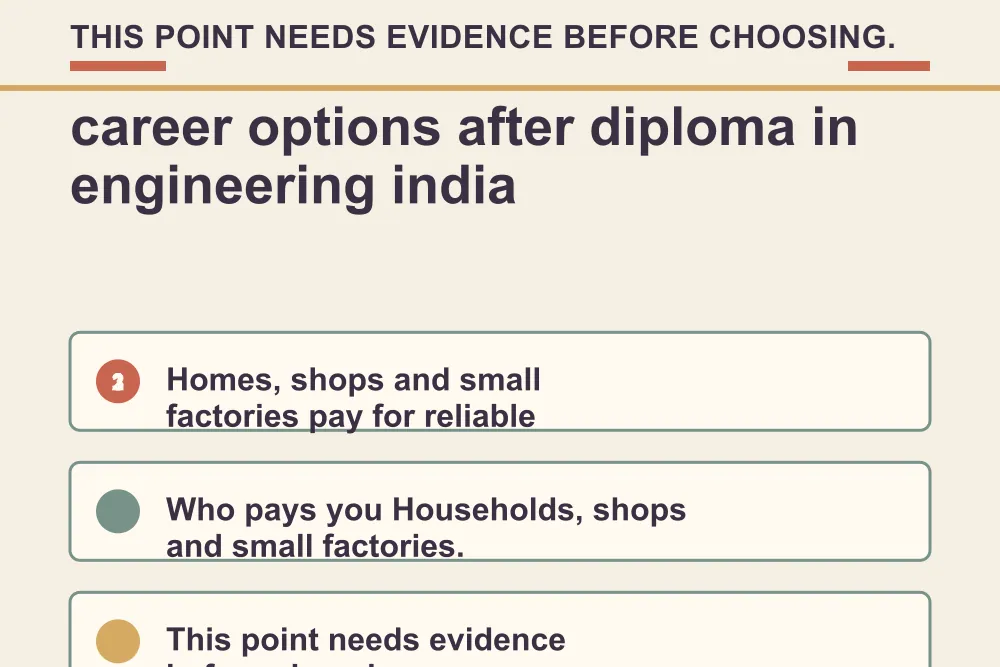 THIS POINT NEEDS EVIDENCE BEFORE CHOOSING.
career options after diploma in
engineering india
Homes, shops and small
factories pay for reliable
Who pays you Households, shops
and small factories.
This point needs evidence